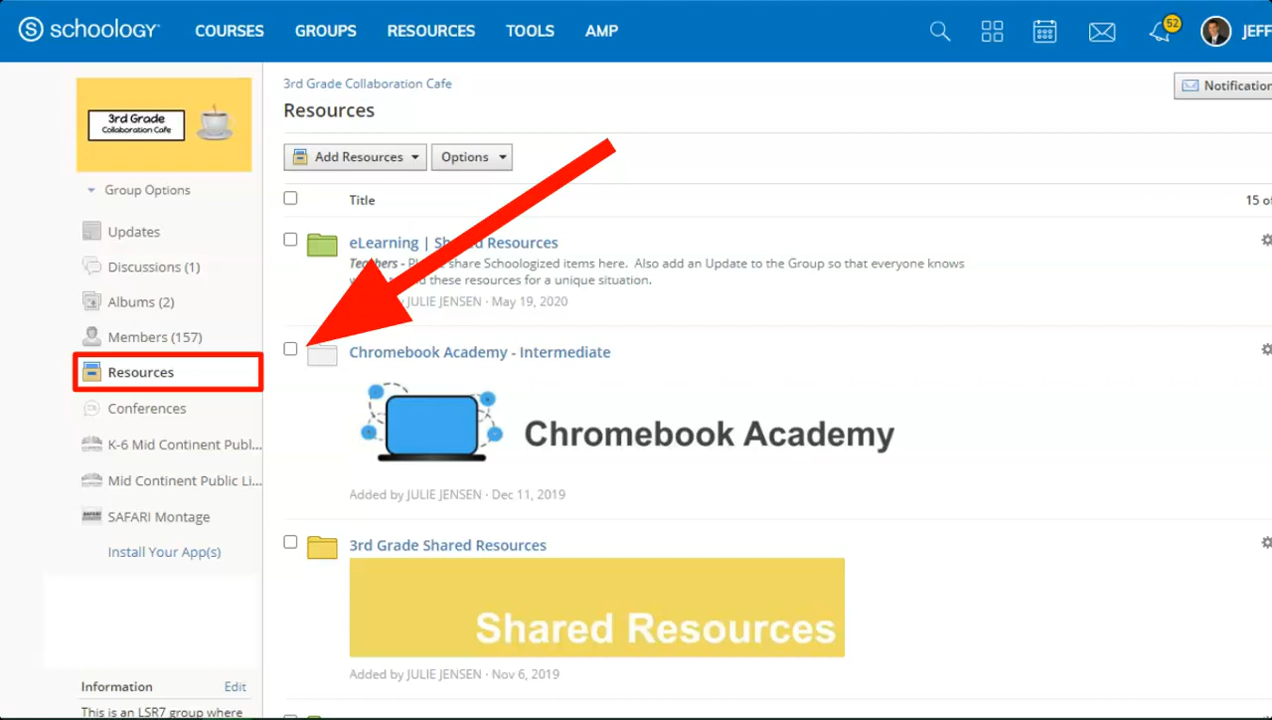 schoology COURSES GROUPS RESOURCES TOOLS AMP 52 JEFF
3rd Grade
Collaboration Cafe
Group Options
Updates
Discussions (1)
Albums (2)
Members (157)
Resources
Conferences
K-6 Mid Continent Publ...
Mid Continent Public Li...
SAFARI Montage
Install Your App(s)
Information Edit
This is an LSR7 group where
3rd Grade Collaboration Cafe
Notification
Resources
Add Resources Options
Title 15 of
eLearning | Resources
share Schoologized items here. Also add an Update to the Group so that everyone knows
these resources for a unique situation.
JULIE JENSEN · May 19, 2020
Chromebook Academy - Intermediate
Chromebook Academy
Added by JULIE JENSEN · Dec 11, 2019
3rd Grade Shared Resources
Shared Resources
Added by JULIE JENSEN · Nov 6, 2019